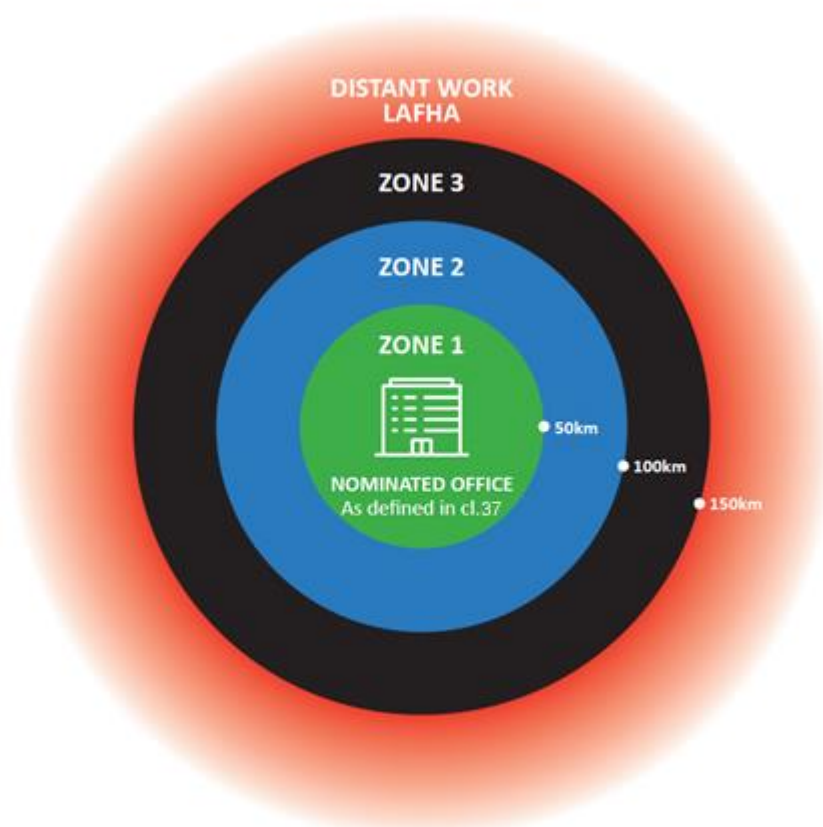 DISTANT WORK
LAFHA
ZONE 3
ZONE 2
ZONE 1
50km
NOMINATED OFFICE
As defined in cl.37
100km
150km